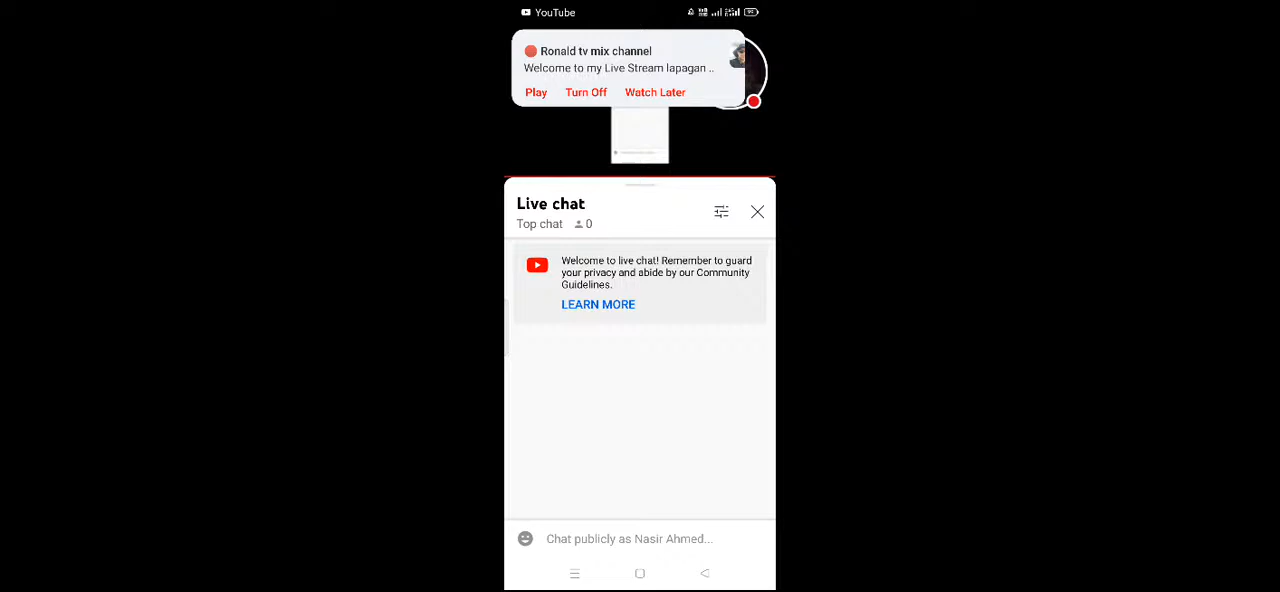 YouTube
Ronald tv mix channel
Welcome to my Live Stream lapagan ..
Play Turn Off Watch Later
Live chat
Top chat 0
Welcome to live chat! Remember to guard
your privacy and abide by our Community
Guidelines.
LEARN MORE
Chat publicly as Nasir Ahmed...